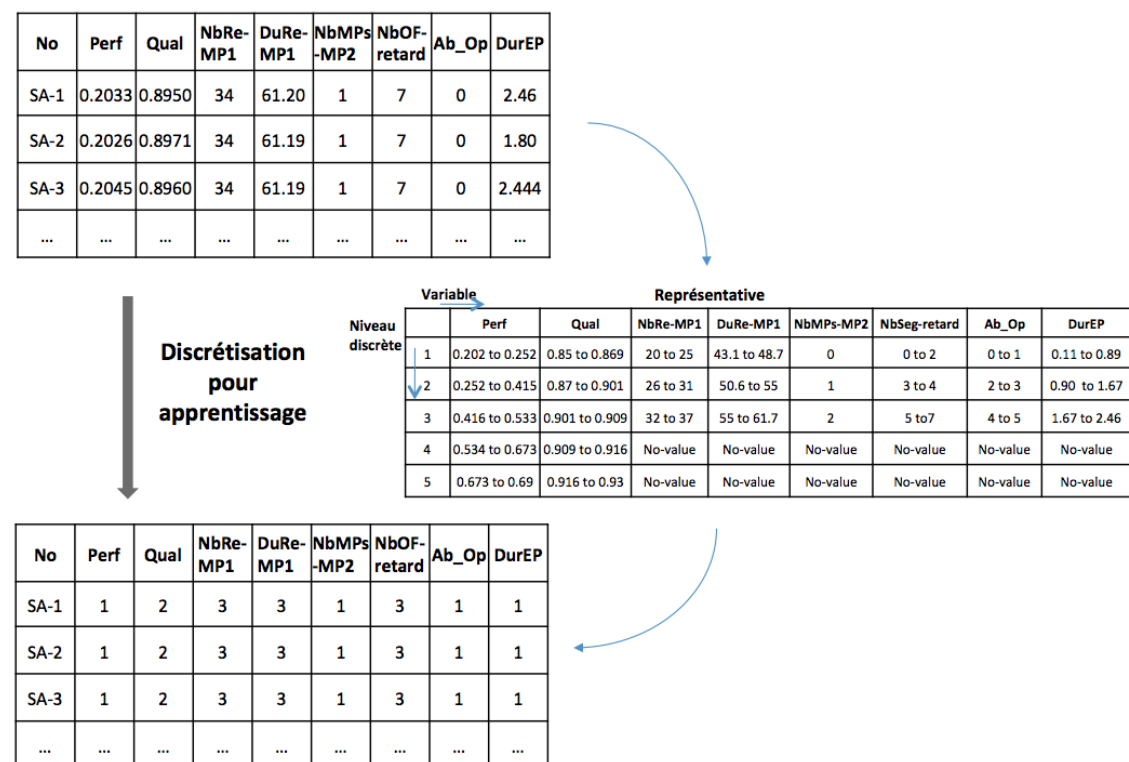 No Perf Qual NbRe-MP1 DuRe-MP1 NbMPs-MP2 NbOF-retard Ab_Op DurEP
SA-1 0.2033 0.8950 34 61.20 1 7 0 2.46
SA-2 0.2026 0.8971 34 61.19 1 7 0 1.80
SA-3 0.2045 0.8960 34 61.19 1 7 0 2.444
... ... ... ... ... ... ... ... ...
Variable Représentative
Niveau discrète
Perf Qual NbRe-MP1 DuRe-MP1 NbMPs-MP2 NbSeg-retard Ab_Op DurEP
1 0.202 to 0.252 0.85 to 0.869 20 to 25 43.1 to 48.7 0 0 to 2 0 to 1 0.11 to 0.89
2 0.252 to 0.415 0.87 to 0.901 26 to 31 50.6 to 55 1 3 to 4 2 to 3 0.90 to 1.67
3 0.416 to 0.533 0.901 to 0.909 32 to 37 55 to 61.7 2 5 to7 4 to 5 1.67 to 2.46
4 0.534 to 0.673 0.909 to 0.916 No-value No-value No-value No-value No-value No-value
5 0.673 to 0.69 0.916 to 0.93 No-value No-value No-value No-value No-value No-value
Discrétisation
pour
apprentissage
No Perf Qual NbRe-MP1 DuRe-MP1 NbMPs-MP2 NbOF-retard Ab_Op DurEP
SA-1 1 2 3 3 1 3 1 1
SA-2 1 2 3 3 1 3 1 1
SA-3 1 2 3 3 1 3 1 1
... ... ... ... ... ... ... ... ...